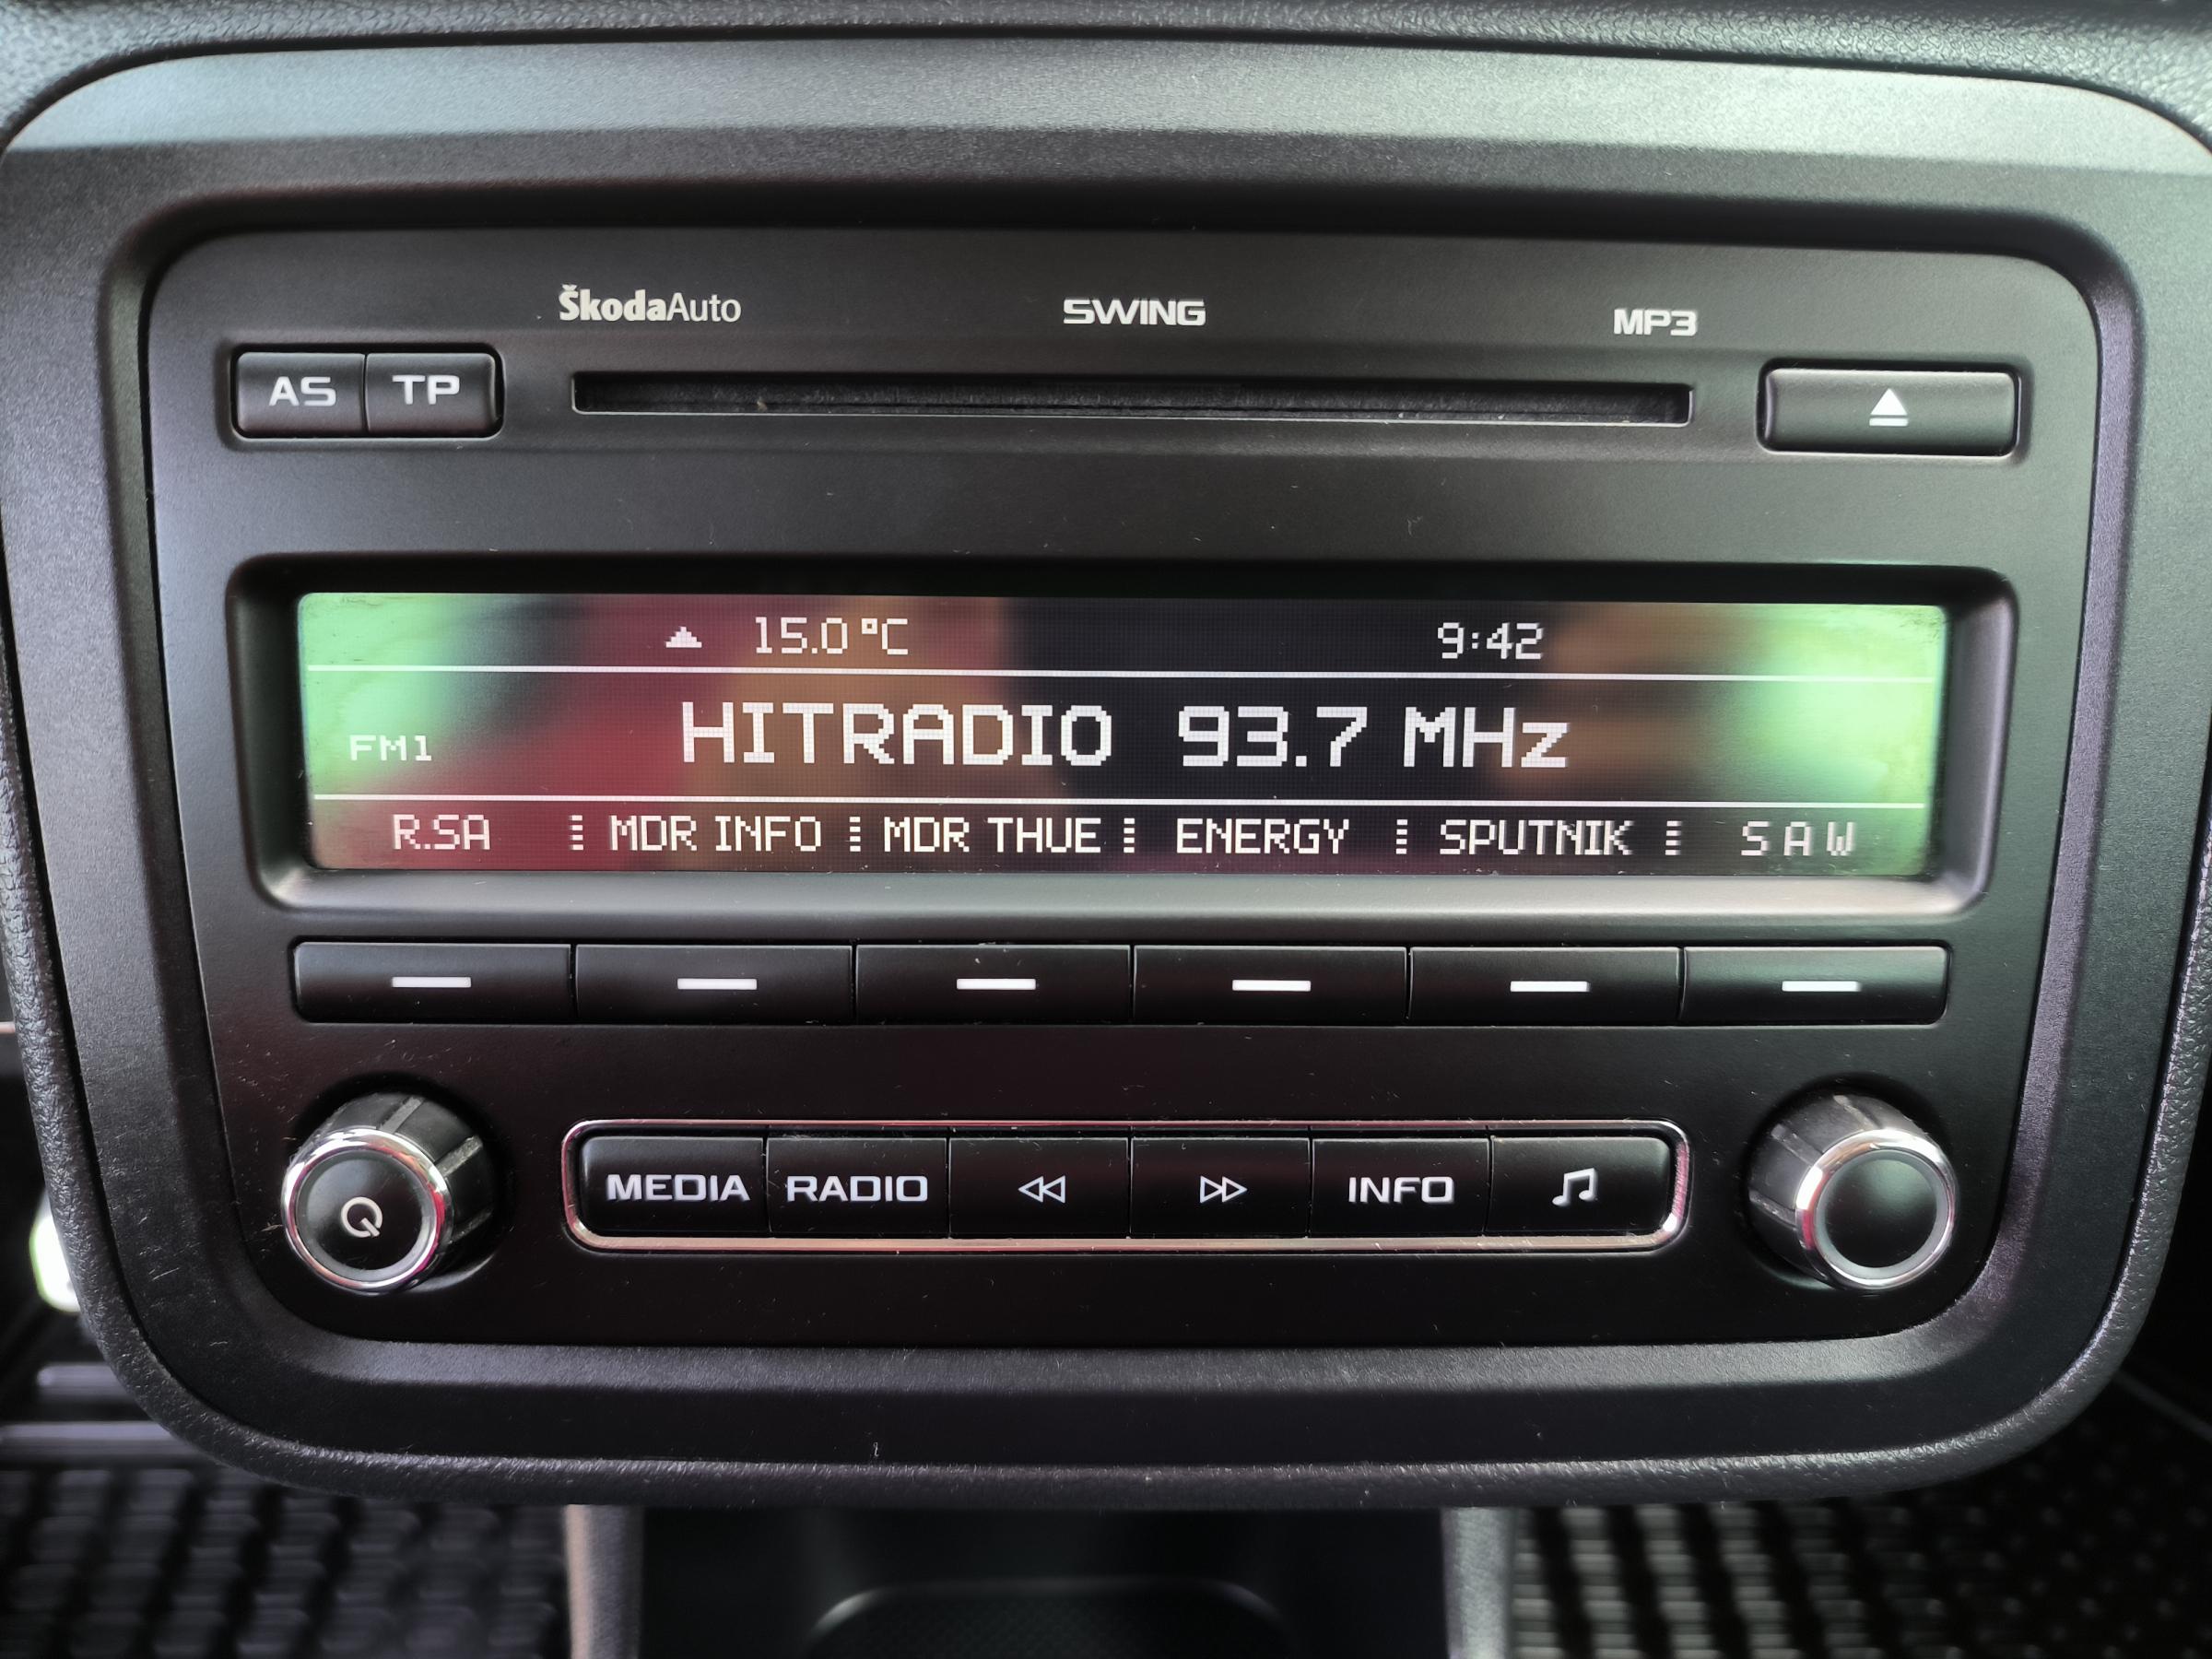 ŠkodaAuto SWING MP3
AS TP
15.0 °C 9:42
FM1 HITRADIO 93.7 MHz
R.SA MDR INFO MDR THUE ENERGY SPUTNIK S A W
MEDIA RADIO INFO